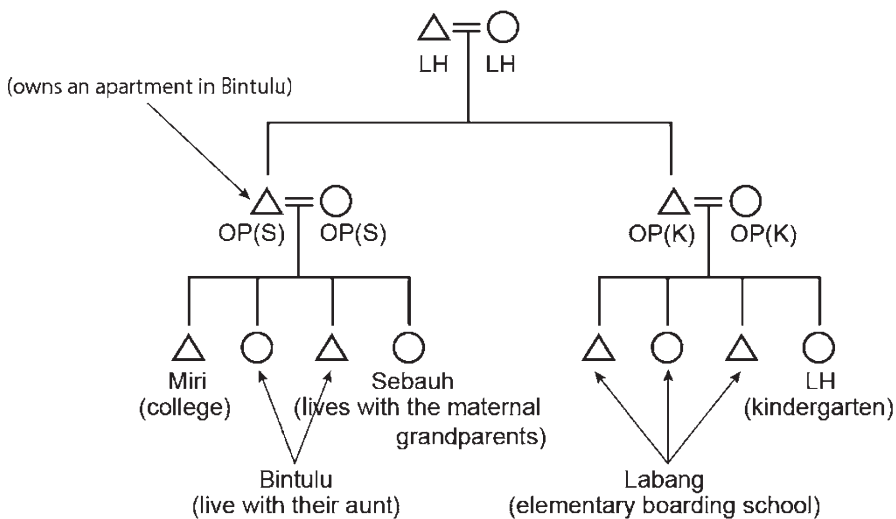 LH LH
(owns an apartment in Bintulu)
OP(S) OP(S) OP(K) OP(K)
Miri Sebauh LH
(college) (lives with the maternal (kindergarten)
grandparents)
Bintulu Labang
(live with their aunt) (elementary boarding school)